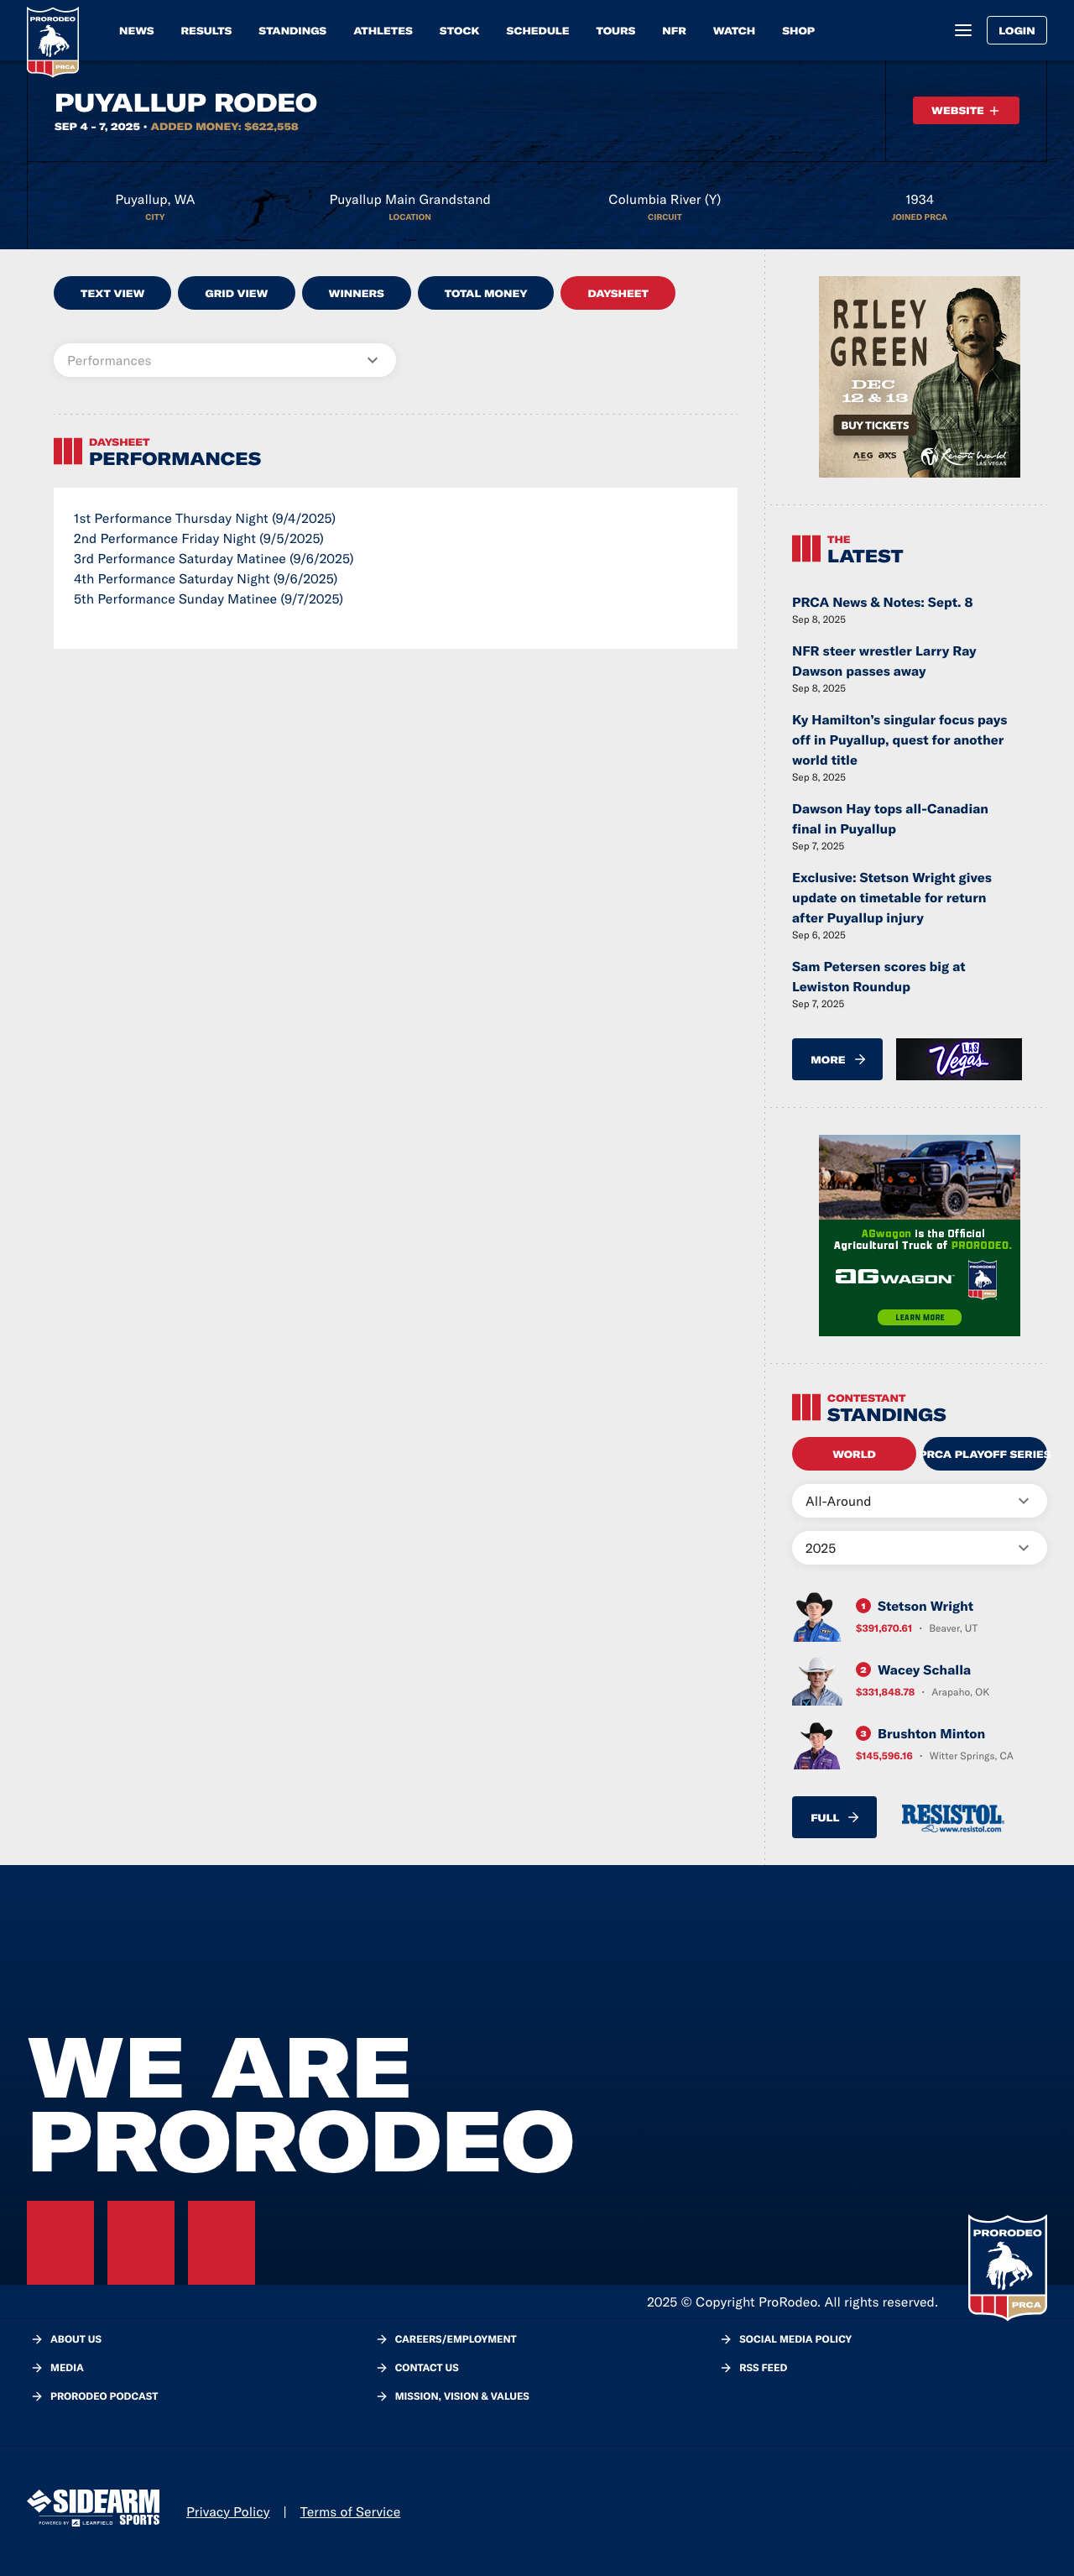 PRORODEO
PRCA
NEWS
RESULTS
STANDINGS
ATHLETES
STOCK
SCHEDULE
TOURS
NFR
WATCH
SHOP
LOGIN
PUYALLUP RODEO
SEP 4 - 7, 2025 • ADDED MONEY: $622,558
WEBSITE +
Puyallup, WA
CITY
Puyallup Main Grandstand
LOCATION
Columbia River (Y)
CIRCUIT
1934
JOINED PRCA
TEXT VIEW
GRID VIEW
WINNERS
TOTAL MONEY
DAYSHEET
Performances
DAYSHEET
PERFORMANCES
1st Performance Thursday Night (9/4/2025)
2nd Performance Friday Night (9/5/2025)
3rd Performance Saturday Matinee (9/6/2025)
4th Performance Saturday Night (9/6/2025)
5th Performance Sunday Matinee (9/7/2025)
RILEY
GREEN
DEC
12 & 13
BUY TICKETS
AEG axs
Resorts World
LAS VEGAS
THE
LATEST
PRCA News & Notes: Sept. 8
Sep 8, 2025
NFR steer wrestler Larry Ray
Dawson passes away
Sep 8, 2025
Ky Hamilton’s singular focus pays
off in Puyallup, quest for another
world title
Sep 8, 2025
Dawson Hay tops all-Canadian
final in Puyallup
Sep 7, 2025
Exclusive: Stetson Wright gives
update on timetable for return
after Puyallup injury
Sep 6, 2025
Sam Petersen scores big at
Lewiston Roundup
Sep 7, 2025
MORE
LAS
Vegas
AGwagon is the Official
Agricultural Truck of PRORODEO.
AGWAGON
PRORODEO
PRCA
LEARN MORE
CONTESTANT
STANDINGS
WORLD
PRCA PLAYOFF SERIES
All-Around
2025
1 Stetson Wright
$391,670.61 · Beaver, UT
2 Wacey Schalla
$331,848.78 · Arapaho, OK
3 Brushton Minton
$145,596.16 · Witter Springs, CA
FULL
RESISTOL
www.resistol.com
WE ARE
PRORODEO
PRORODEO
PRCA
2025 © Copyright ProRodeo. All rights reserved.
ABOUT US
CAREERS/EMPLOYMENT
SOCIAL MEDIA POLICY
MEDIA
CONTACT US
RSS FEED
PRORODEO PODCAST
MISSION, VISION & VALUES
SIDEARM
SPORTS
POWERED BY LEARFIELD
Privacy Policy | Terms of Service